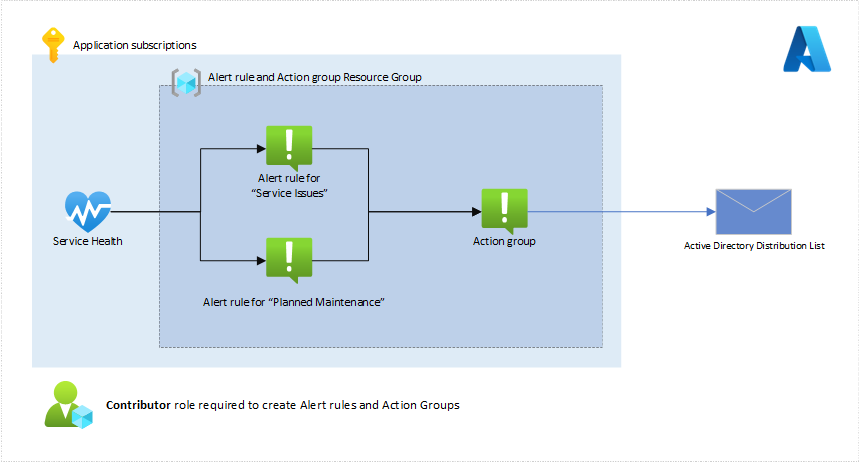 Application subscriptions
Alert rule and Action group Resource Group
Alert rule for
“Service Issues”
Service Health
Action group
Active Directory Distribution List
Alert rule for “Planned Maintenance”
Contributor role required to create Alert rules and Action Groups